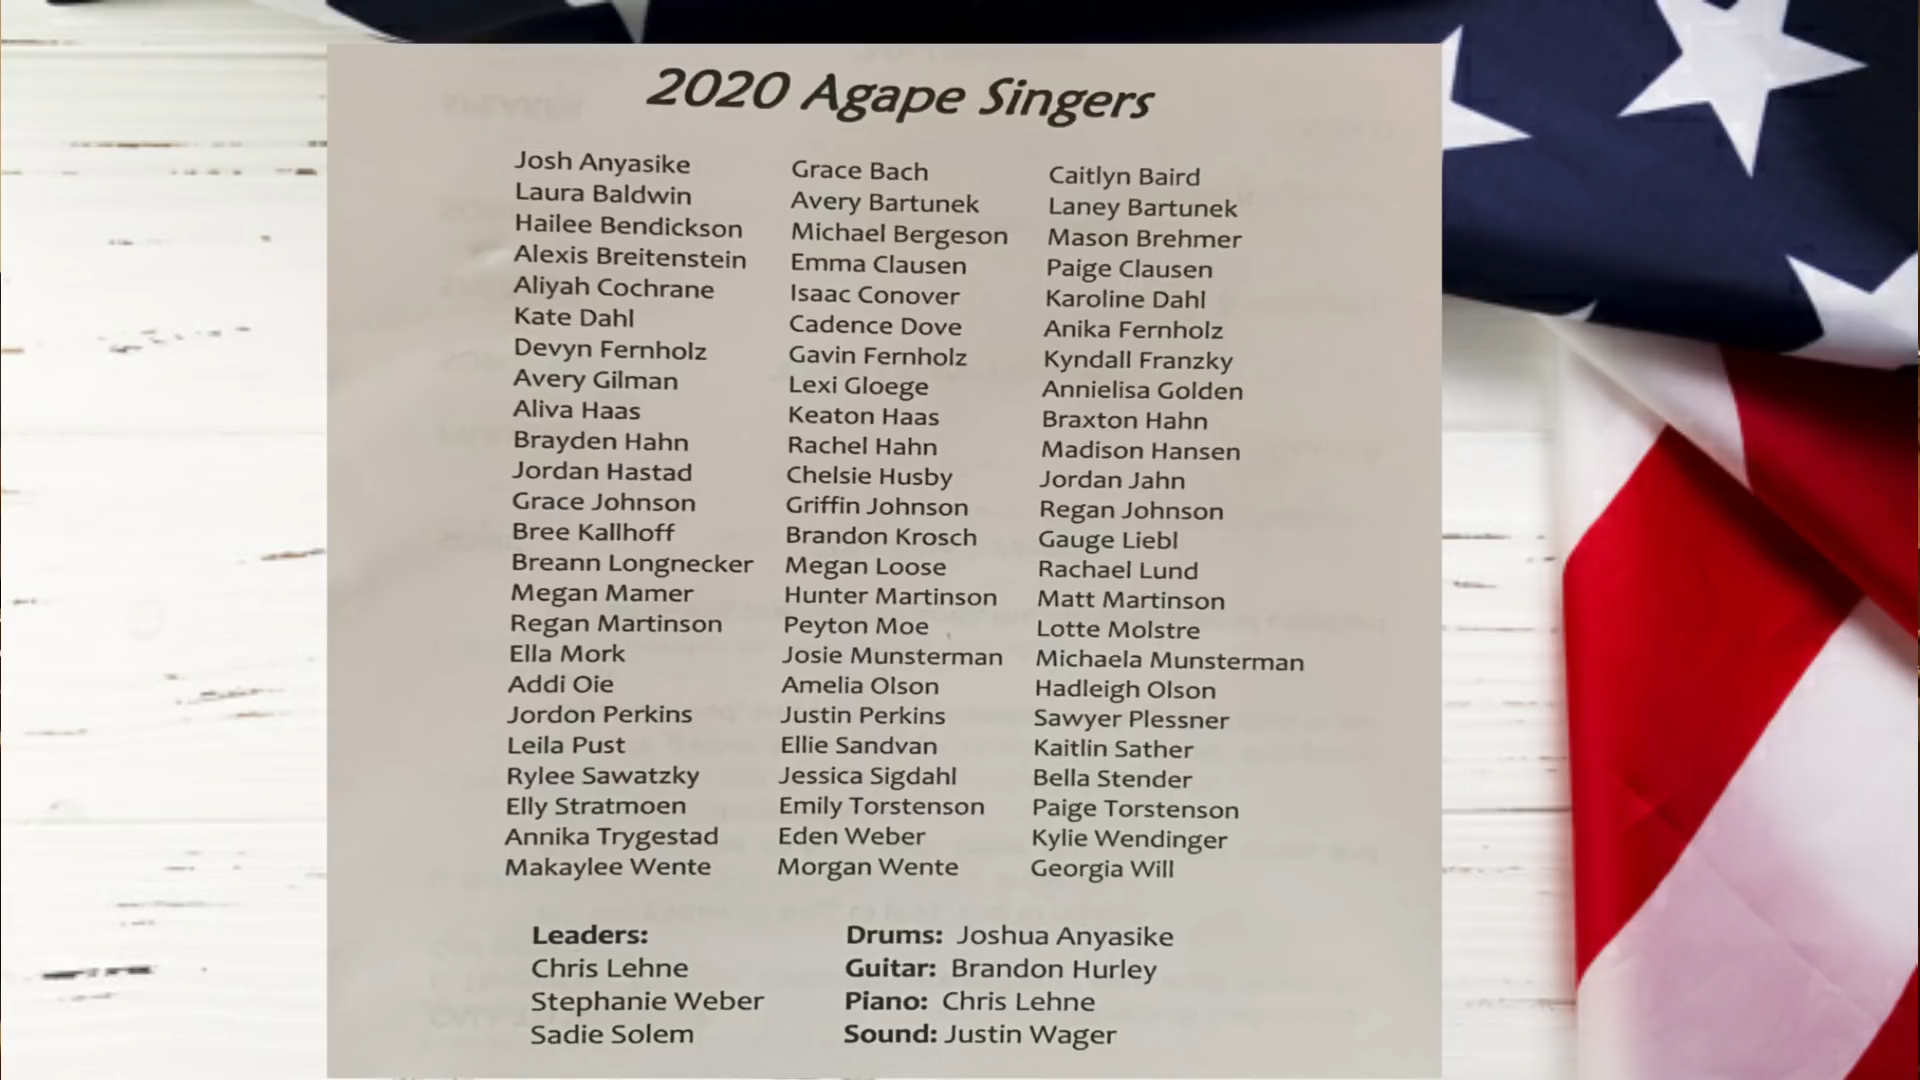 2020 Agape Singers
Josh Anyasike Grace Bach Caitlyn Baird
Laura Baldwin Avery Bartunek Laney Bartunek
Hailee Bendickson Michael Bergeson Mason Brehmer
Alexis Breitenstein Emma Clausen Paige Clausen
Aliyah Cochrane Isaac Conover Karoline Dahl
Kate Dahl Cadence Dove Anika Fernholz
Devyn Fernholz Gavin Fernholz Kyndall Franzky
Avery Gilman Lexi Gloege Annielisa Golden
Aliva Haas Keaton Haas Braxton Hahn
Brayden Hahn Rachel Hahn Madison Hansen
Jordan Hastad Chelsie Husby Jordan Jahn
Grace Johnson Griffin Johnson Regan Johnson
Bree Kallhoff Brandon Krosch Gauge Liebl
Breann Longnecker Megan Loose Rachael Lund
Megan Mamer Hunter Martinson Matt Martinson
Regan Martinson Peyton Moe Lotte Molstre
Ella Mork Josie Munsterman Michaela Munsterman
Addi Oie Amelia Olson Hadleigh Olson
Jordon Perkins Justin Perkins Sawyer Plessner
Leila Pust Ellie Sandvan Kaitlin Sather
Rylee Sawatzky Jessica Sigdahl Bella Stender
Elly Stratmoen Emily Torstenson Paige Torstenson
Annika Trygestad Eden Weber Kylie Wendinger
Makaylee Wente Morgan Wente Georgia Will
Leaders: Drums: Joshua Anyasike
Chris Lehne Guitar: Brandon Hurley
Stephanie Weber Piano: Chris Lehne
Sadie Solem Sound: Justin Wager